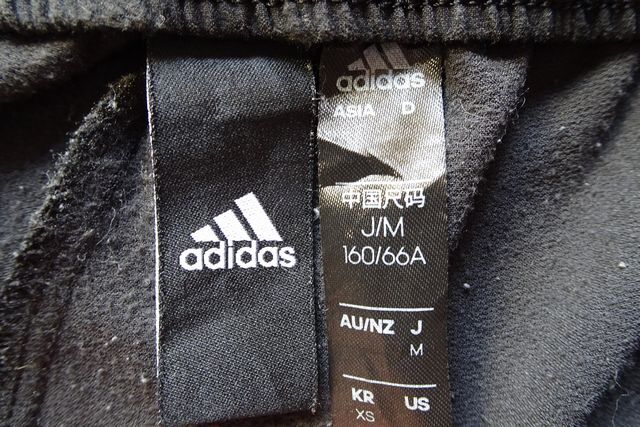 adidas
adidas
ASIA D
中国尺码
J/M
160/66A
AU/NZ J
M
KR US
XS